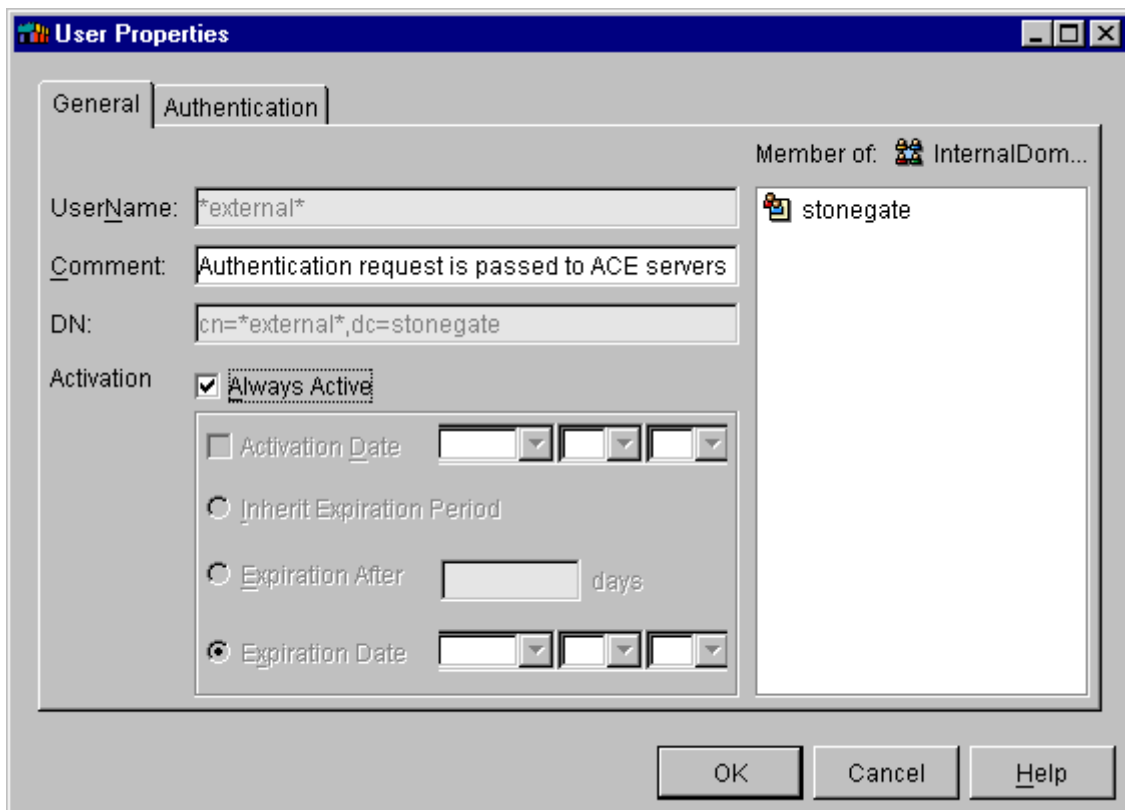 User Properties
General
Authentication
Member of: InternalDom...
UserName: *external*
stonegate
Comment: Authentication request is passed to ACE servers
DN: cn=*external*,dc=stonegate
Activation Always Active
Activation Date
Inherit Expiration Period
Expiration After days
Expiration Date
OK Cancel Help